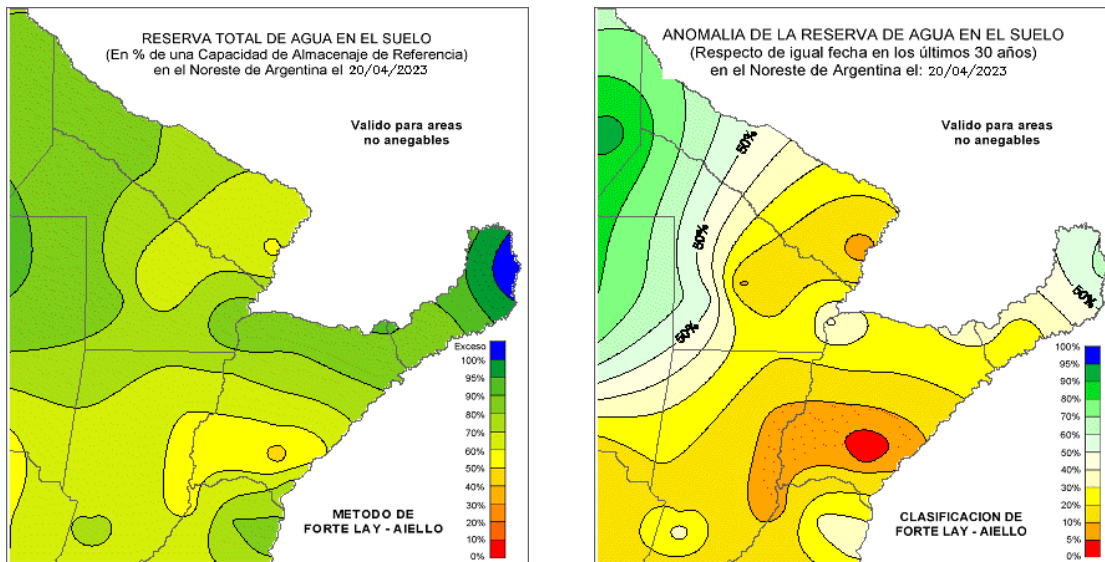 RESERVA TOTAL DE AGUA EN EL SUELO
(En % de una Capacidad de Almacenaje de Referencia)
en el Noreste de Argentina el 20/04/2023
Valido para areas
no anegables
Exceso
100%
95%
90%
80%
70%
60%
50%
40%
30%
20%
10%
0%
METODO DE
FORTE LAY - AIELLO
ANOMALIA DE LA RESERVA DE AGUA EN EL SUELO
(Respecto de igual fecha en los últimos 30 años)
en el Noreste de Argentina el: 20/04/2023
Valido para areas
no anegables
50%
50%
50%
50%
100%
95%
90%
80%
70%
60%
50%
40%
30%
20%
10%
5%
0%
CLASIFICACION DE
FORTE LAY - AIELLO